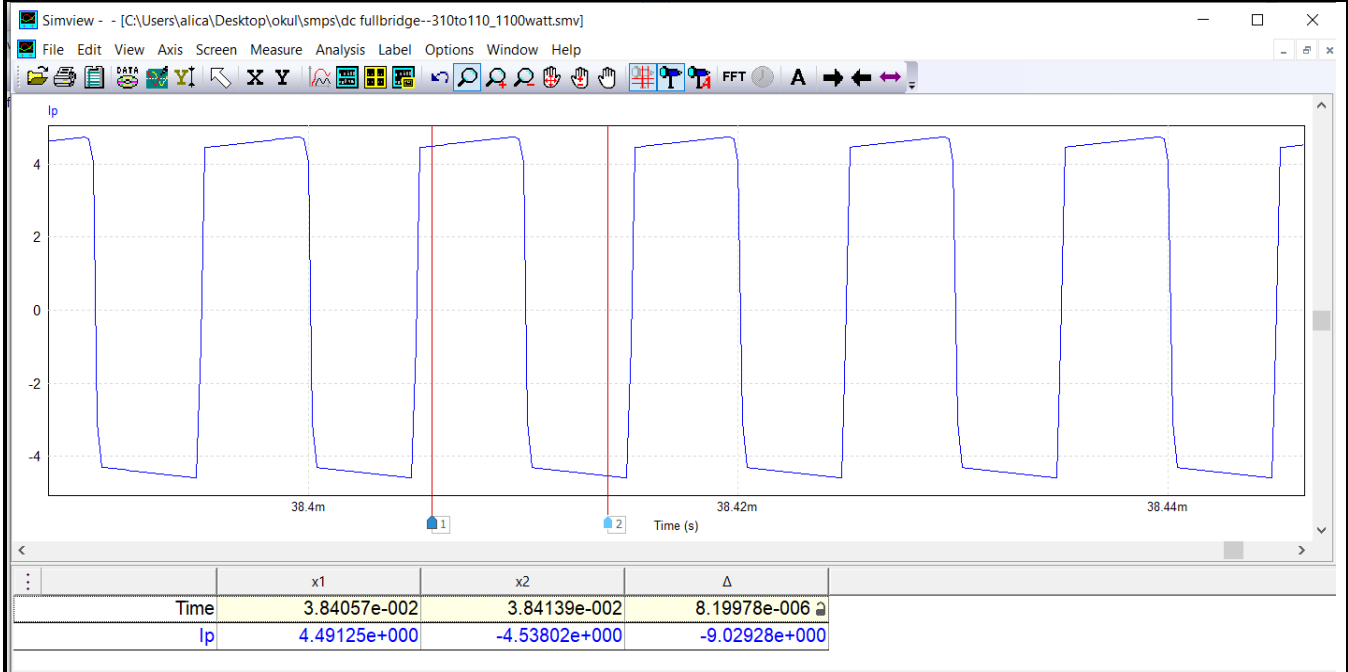 Simview - - [C:\Users\alica\Desktop\okul\smps\dc fullbridge--310to110_1100watt.smv]
File Edit View Axis Screen Measure Analysis Label Options Window Help
DATA Y X Y FFT A
Ip
4
2
0
-2
-4
38.4m 38.42m 38.44m
1 2 Time (s)
x1 x2 Δ
Time 3.84057e-002 3.84139e-002 8.19978e-006
Ip 4.49125e+000 -4.53802e+000 -9.02928e+000